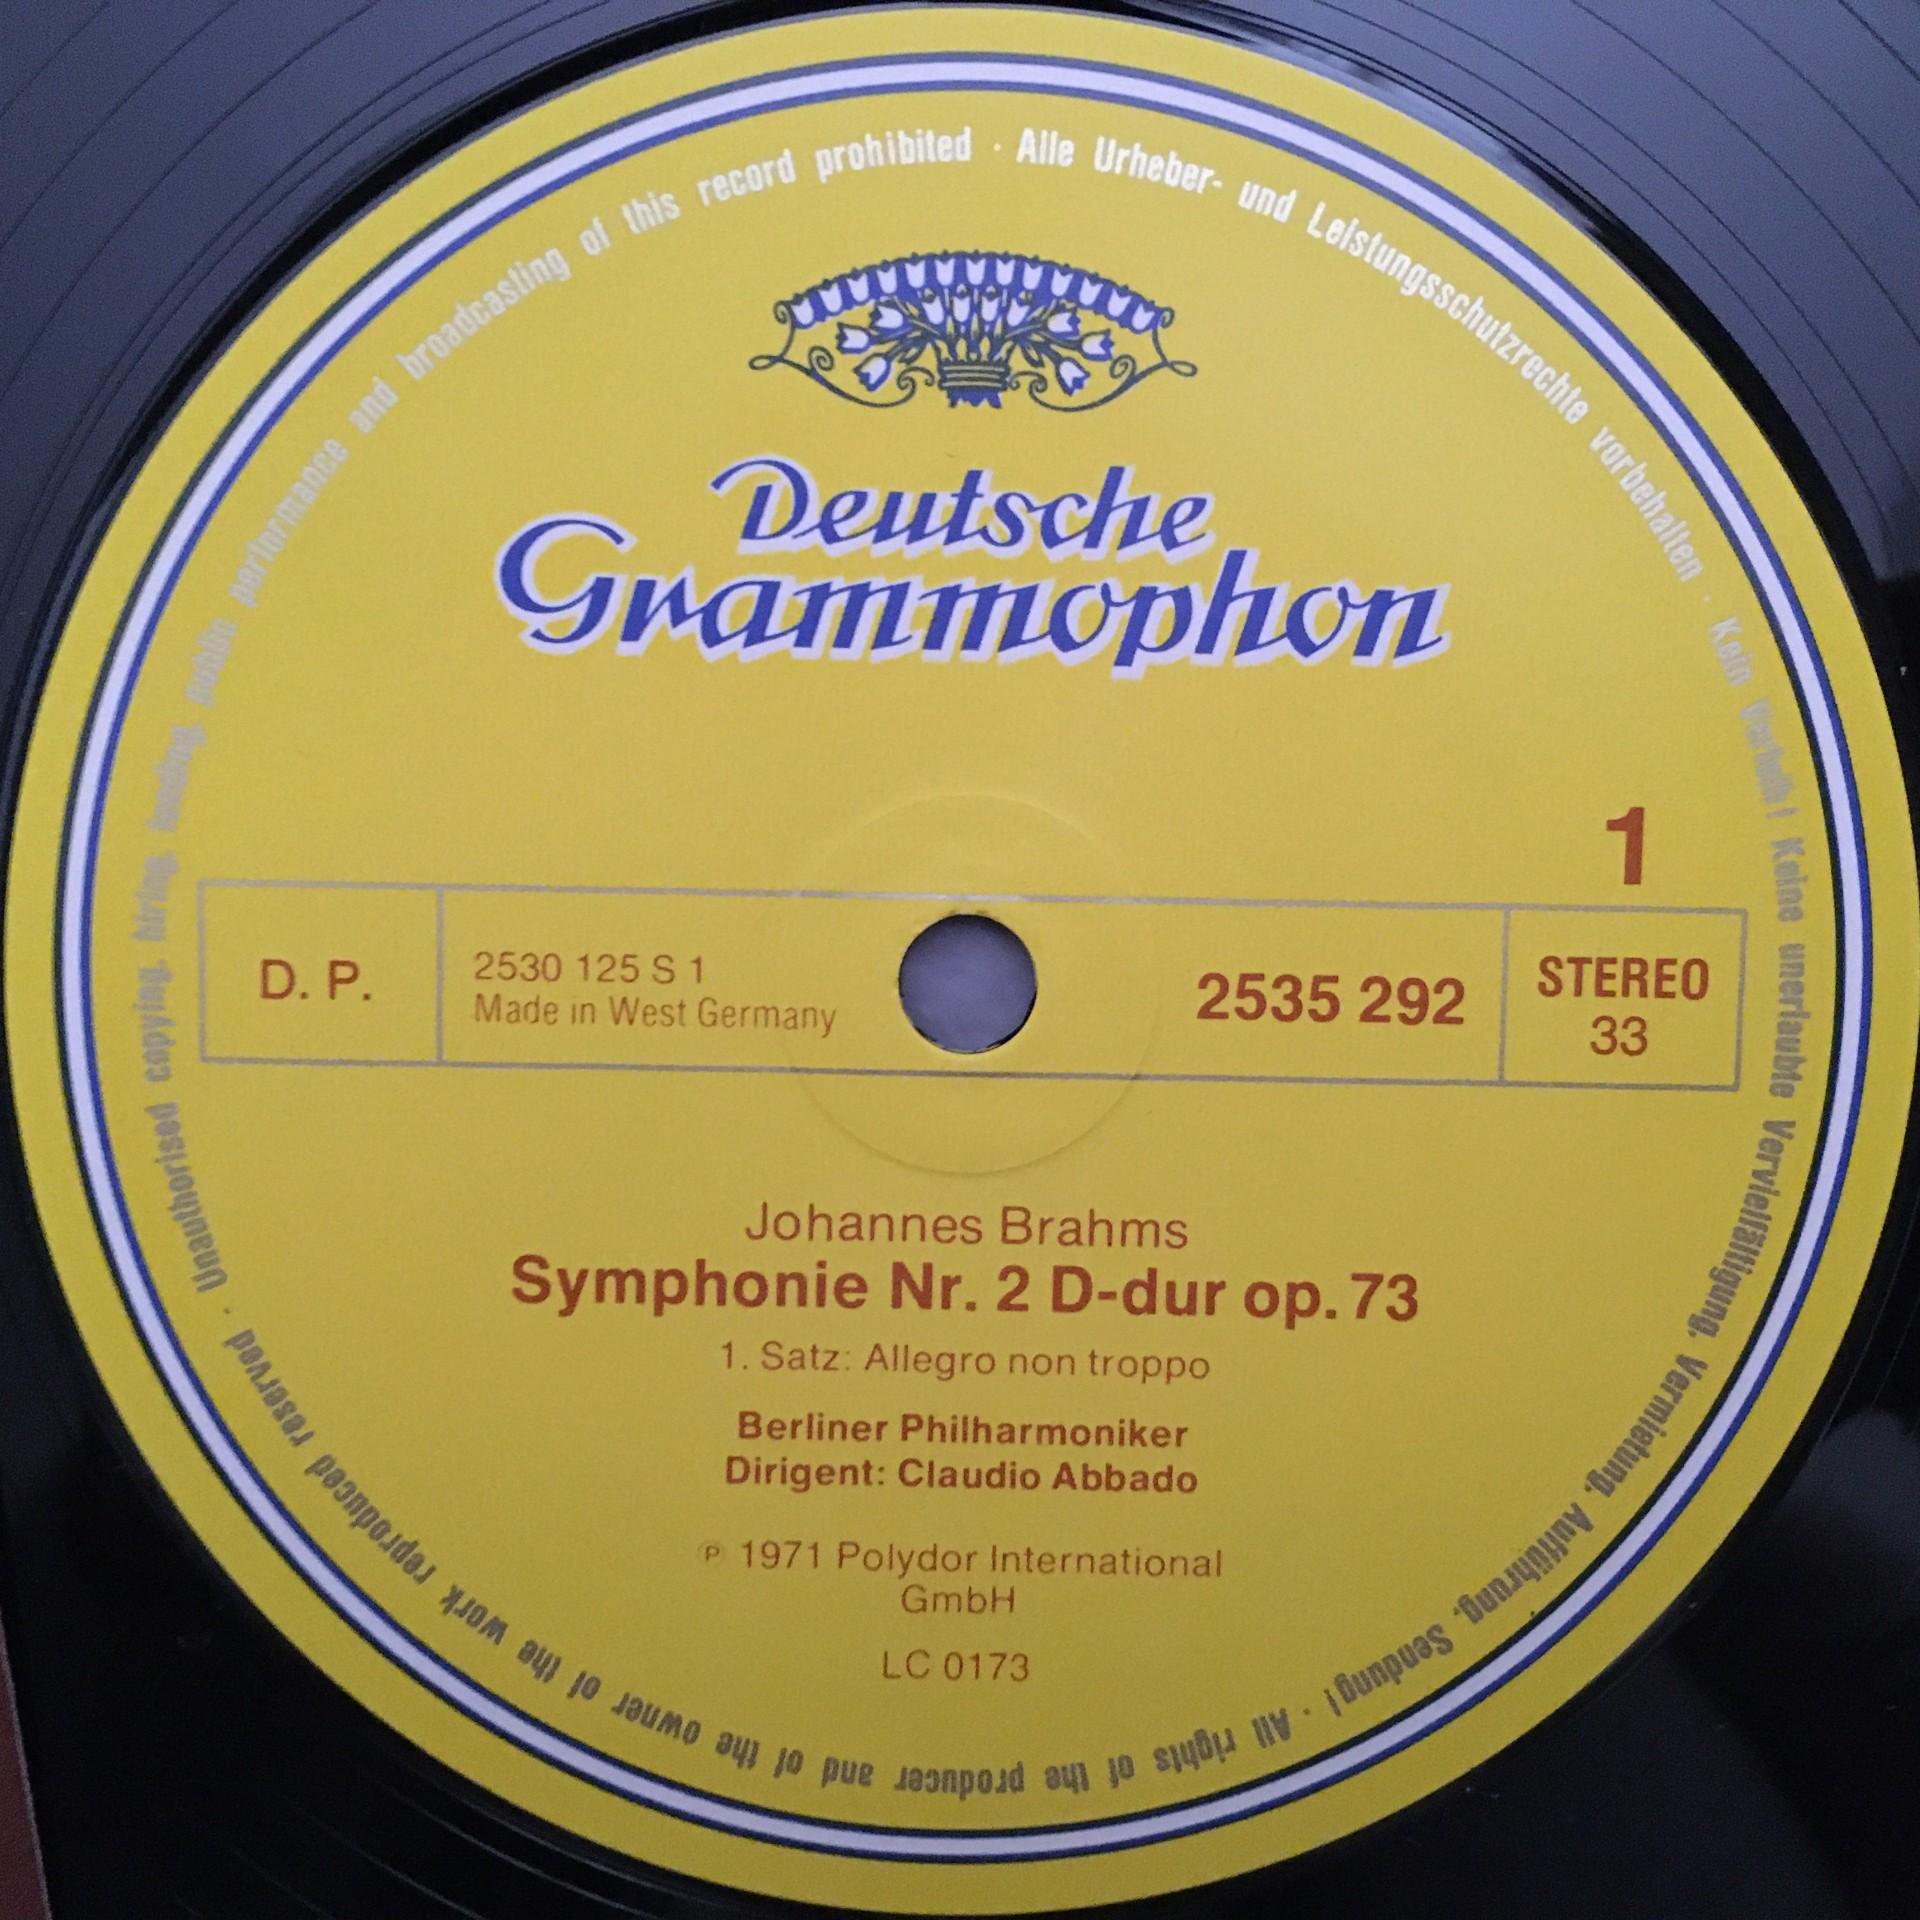 Alle Urheber- und Leistungsschutzrechte vorbehalten · Kein Verleih! Keine unerlaubte Vervielfältigung, Vermietung, Aufführung, Sendung! · All rights of the producer and of the owner of the work reproduced reserved · Unauthorised copying, hiring, lending, public performance and broadcasting of this record prohibited ·
Deutsche
Grammophon
1
D. P.
2530 125 S 1
Made in West Germany
2535 292
STEREO
33
Johannes Brahms
Symphonie Nr. 2 D-dur op. 73
1. Satz: Allegro non troppo
Berliner Philharmoniker
Dirigent: Claudio Abbado
℗ 1971 Polydor International
GmbH
LC 0173